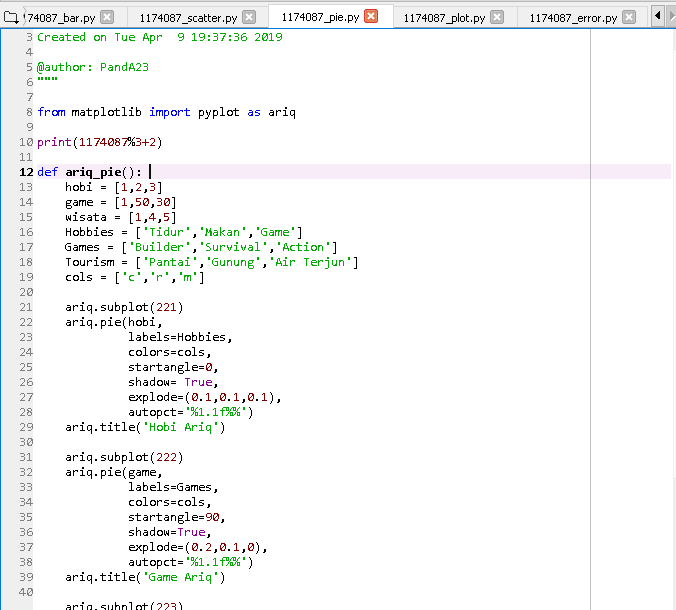 74087_bar.py 1174087_scatter.py 1174087_pie.py 1174087_plot.py 1174087_error.py
3 Created on Tue Apr  9 19:37:36 2019
4
5 @author: PandA23
6 """
7
8 from matplotlib import pyplot as ariq
9
10 print(1174087%3+2)
11
12 def ariq_pie():
13     hobi = [1,2,3]
14     game = [1,50,30]
15     wisata = [1,4,5]
16     Hobbies = ['Tidur','Makan','Game']
17     Games = ['Builder','Survival','Action']
18     Tourism = ['Pantai','Gunung','Air Terjun']
19     cols = ['c','r','m']
20
21     ariq.subplot(221)
22     ariq.pie(hobi,
23              labels=Hobbies,
24              colors=cols,
25              startangle=0,
26              shadow= True,
27              explode=(0.1,0.1,0.1),
28              autopct='%1.1f%%')
29     ariq.title('Hobi Ariq')
30
31     ariq.subplot(222)
32     ariq.pie(game,
33              labels=Games,
34              colors=cols,
35              startangle=90,
36              shadow=True,
37              explode=(0.2,0.1,0),
38              autopct='%1.1f%%')
39     ariq.title('Game Ariq')
40
ariq.subplot(223)